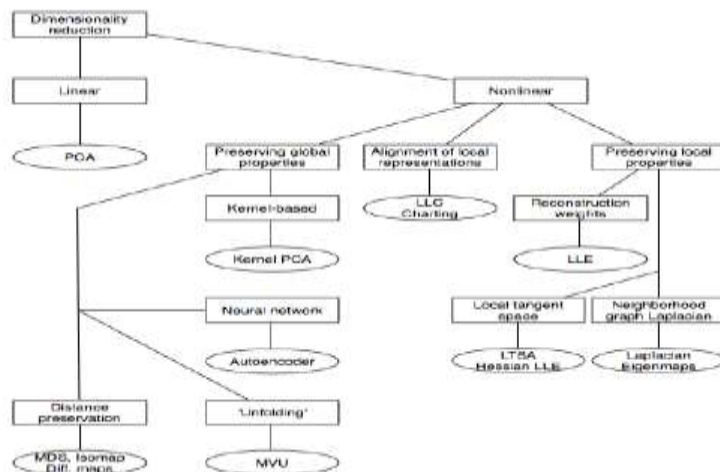 Dimensionality
reduction
Linear
Nonlinear
PCA
Preserving global
properties
Alignment of local
representations
Preserving local
properties
Kernel-based
LLC
Charting
Reconstruction
weights
Kernel PCA
LLE
Neural network
Local tangent
space
Neighborhood
graph Laplacian
Autoencoder
LTSA
Hessian LLE
Laplacian
Eigenmaps
Distance
preservation
'Unfolding'
MDS, Isomap
Diff. maps
MVU